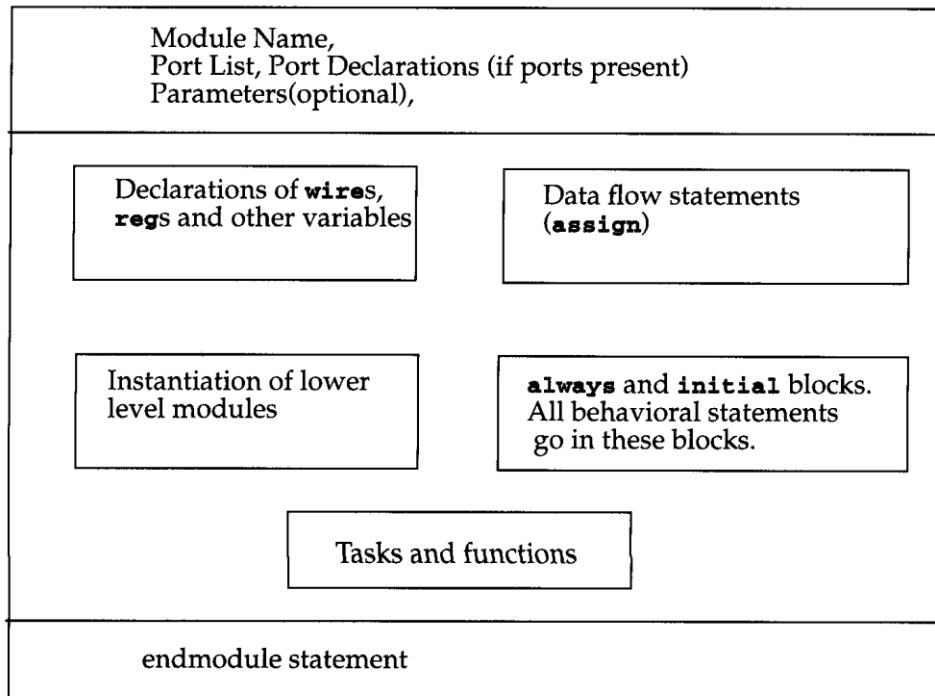 Module Name,
Port List, Port Declarations (if ports present)
Parameters(optional),
Declarations of wires,
regs and other variables
Data flow statements
(assign)
Instantiation of lower
level modules
always and initial blocks.
All behavioral statements
go in these blocks.
Tasks and functions
endmodule statement